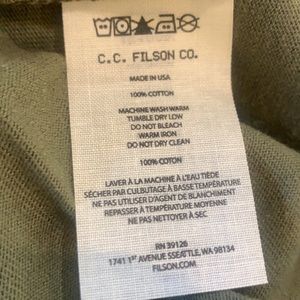 C.C. FILSON CO.
MADE IN USA
100% COTTON
MACHINE WASH WARM
TUMBLE DRY LOW
DO NOT BLEACH
WARM IRON
DO NOT DRY CLEAN
100% COTON
LAVER À LA MACHINE À L'EAU TIÈDE
SÉCHER PAR CULBUTAGE À BASSE TEMPÉRATURE
NE PAS UTILISER D'AGENT DE BLANCHIMENT
REPASSER À TEMPÉRATURE MOYENNE
NE PAS NETTOYER À SEC
RN 39126
1741 1ST AVENUE SSEÁTTLE, WA 98134
FILSON.COM